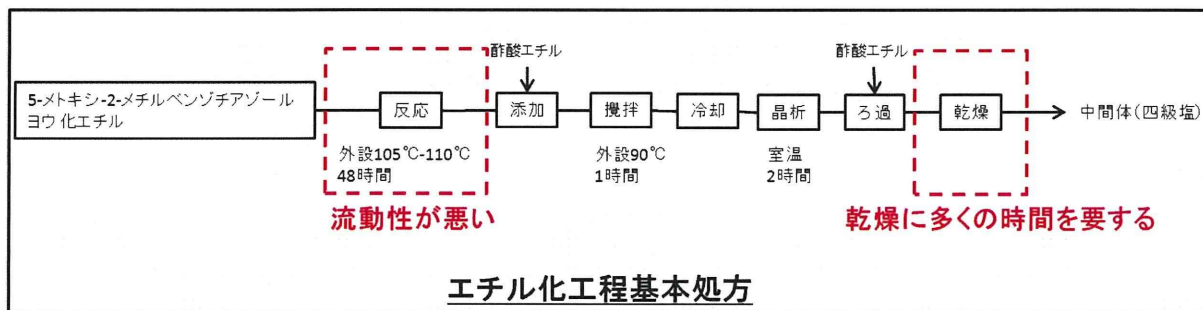 酢酸エチル
酢酸エチル
5-メトキシ-2-メチルベンゾチアゾール
ヨウ化エチル
反応
添加
攪拌
冷却
晶析
ろ過
乾燥
中間体(四級塩)
外設105℃-110℃
48時間
外設90℃
1時間
室温
2時間
流動性が悪い
乾燥に多くの時間を要する
エチル化工程基本処方